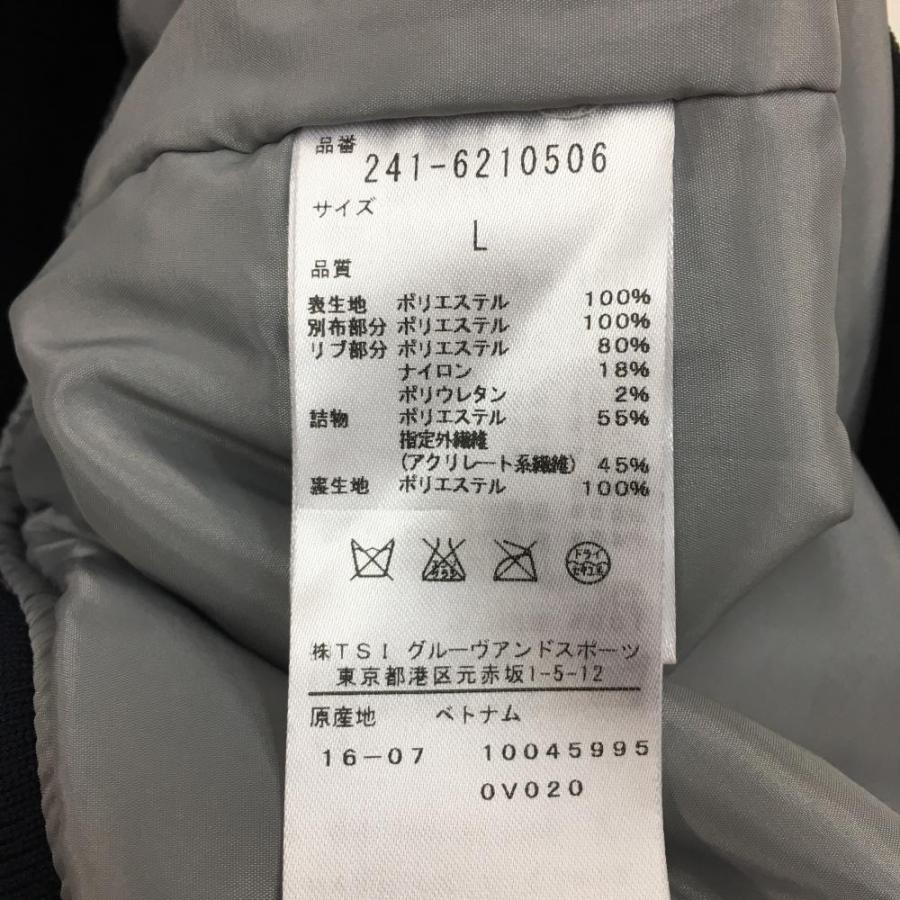 品番
241-6210506
サイズ
L
品質
表生地 ポリエステル 100%
別布部分 ポリエステル 100%
リブ部分 ポリエステル 80%
ナイロン 18%
ポリウレタン 2%
詰物 ポリエステル 55%
指定外繊維
(アクリレート系繊維) 45%
裏生地 ポリエステル 100%
ドライ
㈱TSI グルーヴアンドスポーツ
東京都港区元赤坂1-5-12
原産地 ベトナム
16-07 10045995
0V020